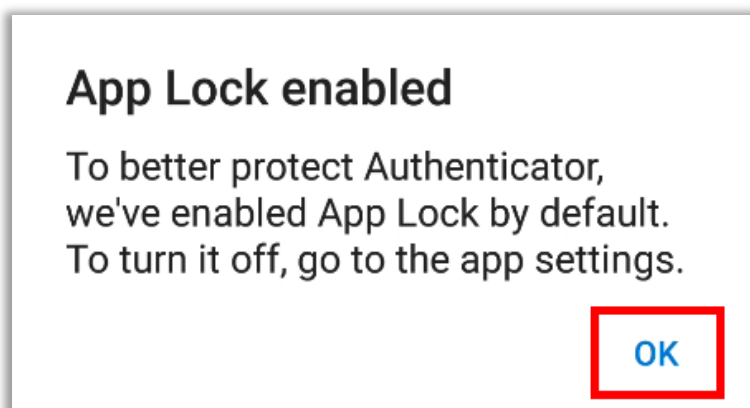 App Lock enabled
To better protect Authenticator,
we've enabled App Lock by default.
To turn it off, go to the app settings.
OK